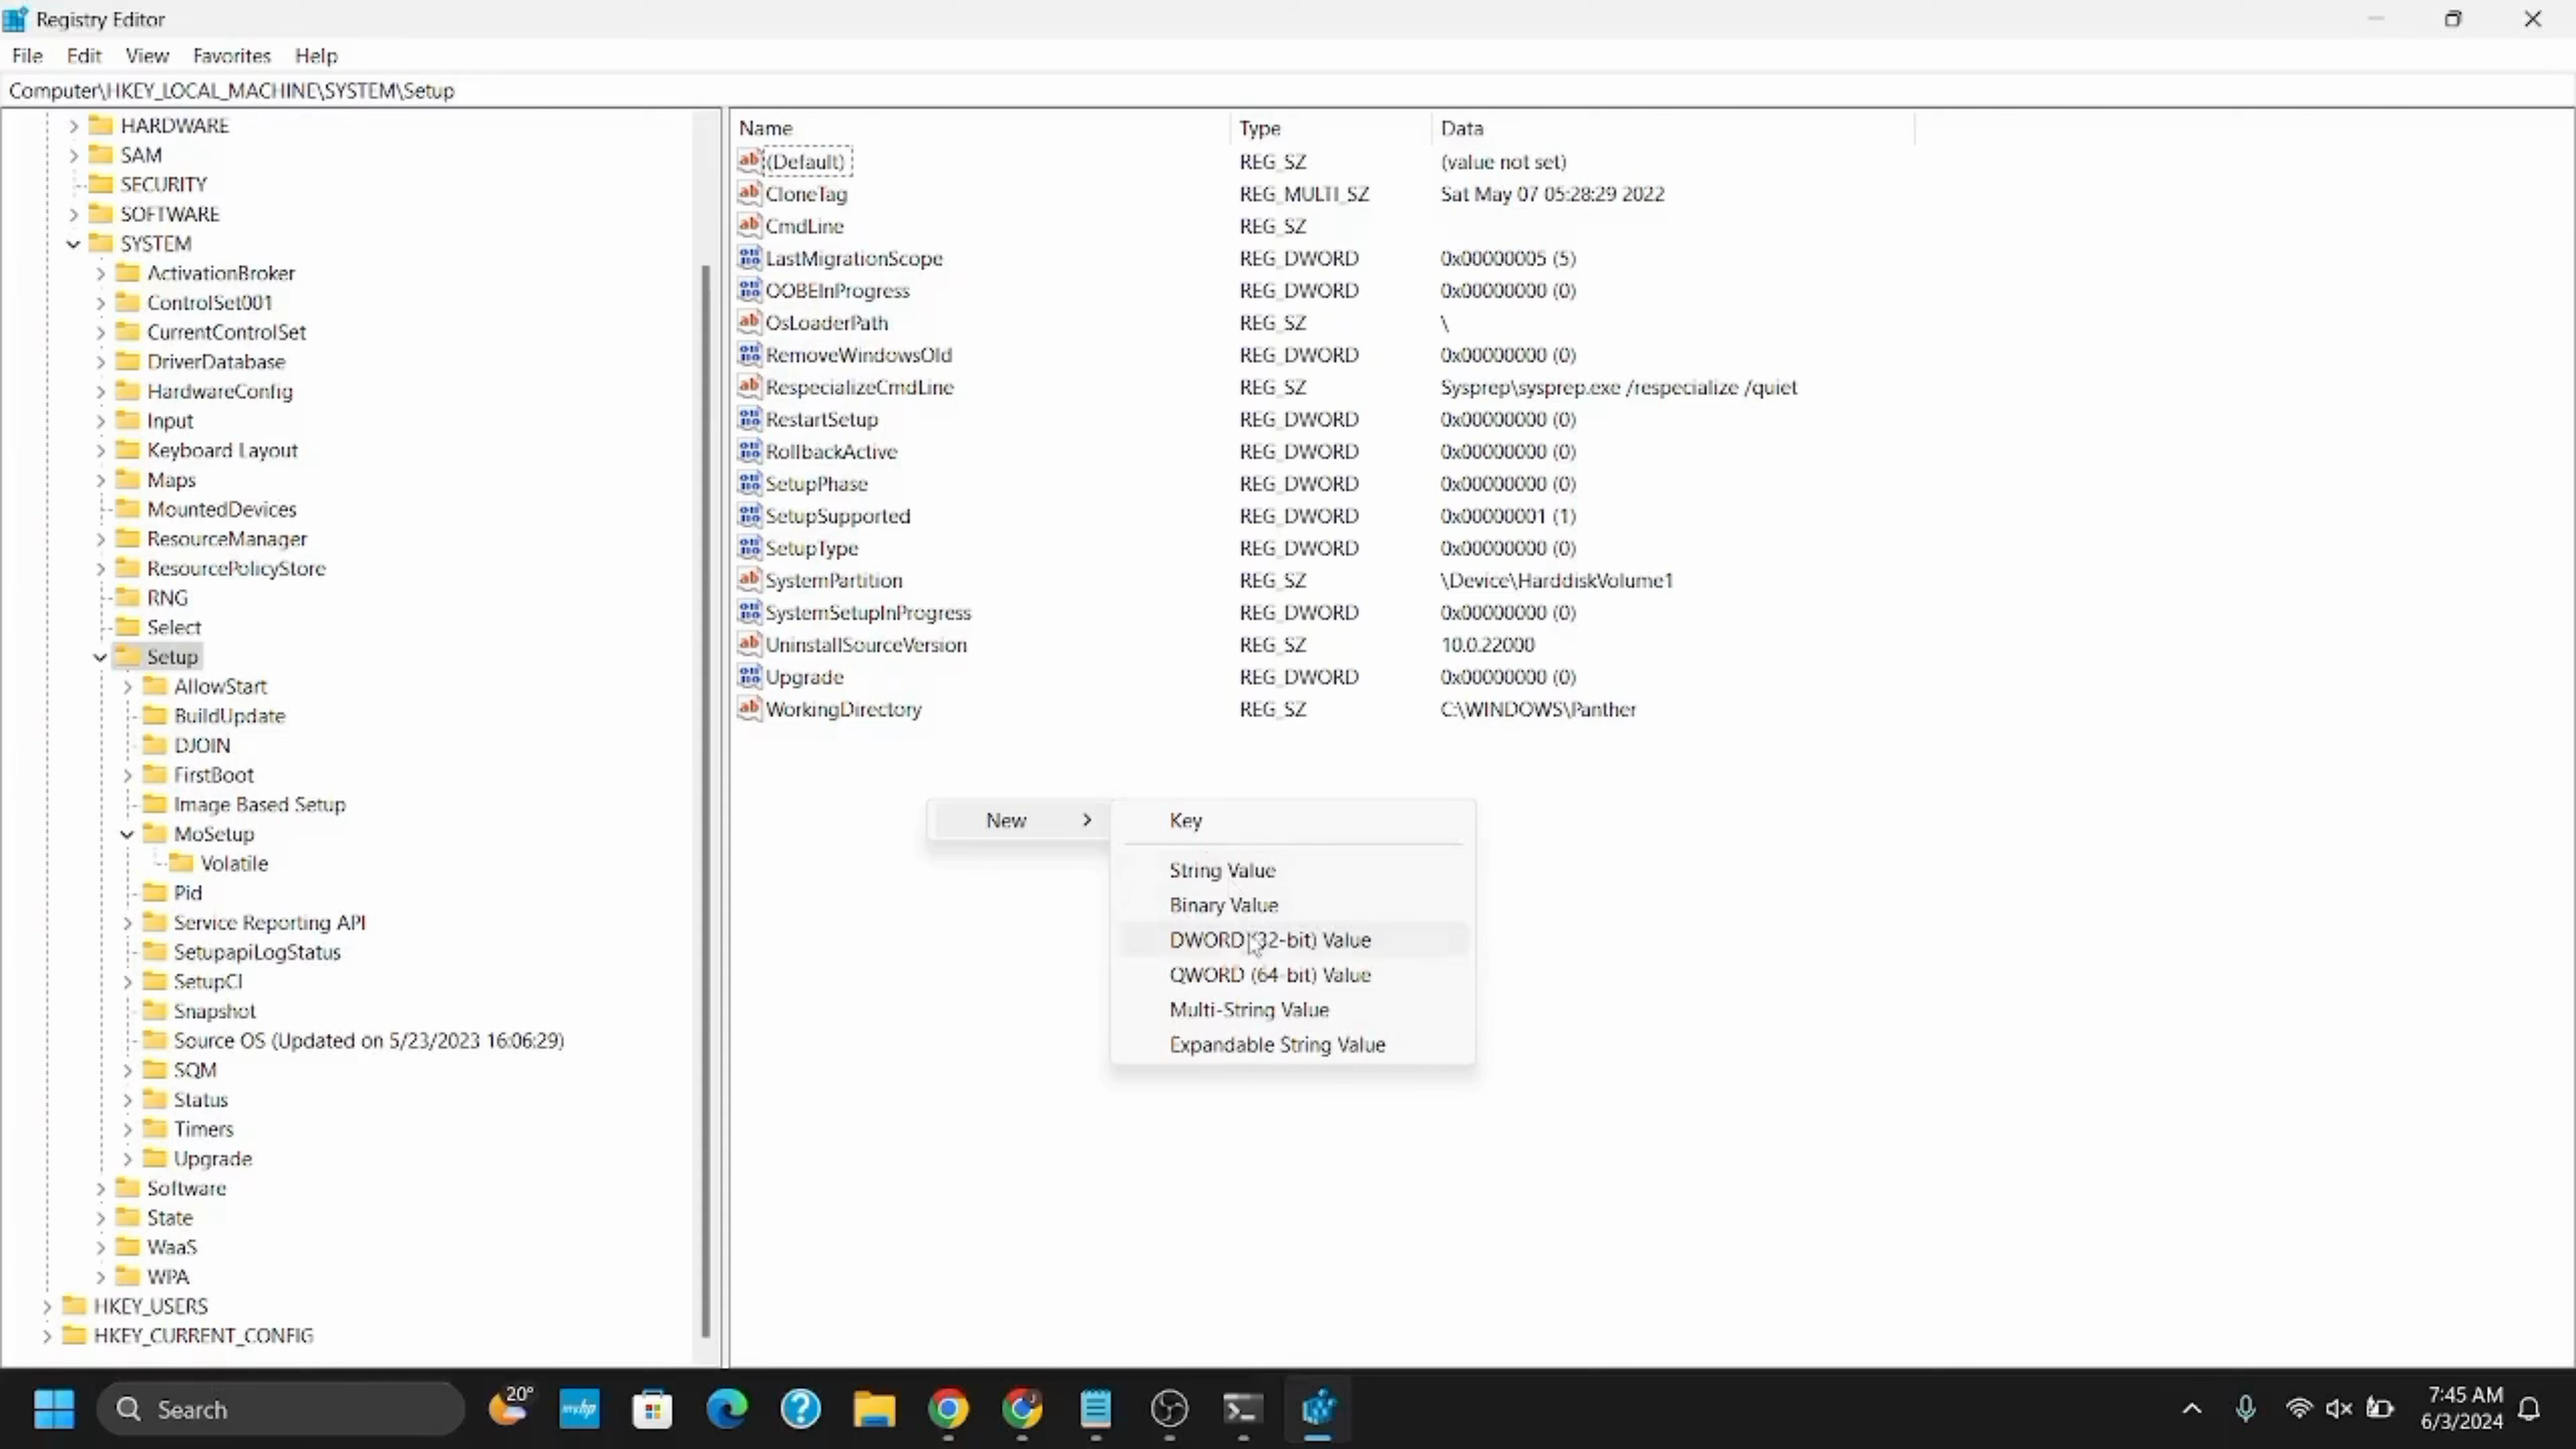 Registry Editor
File Edit View Favorites Help
Computer\HKEY_LOCAL_MACHINE\SYSTEM\Setup
HARDWARE
SAM
SECURITY
SOFTWARE
SYSTEM
ActivationBroker
ControlSet001
CurrentControlSet
DriverDatabase
HardwareConfig
Input
Keyboard Layout
Maps
MountedDevices
ResourceManager
ResourcePolicyStore
RNG
Select
Setup
AllowStart
BuildUpdate
DJOIN
FirstBoot
Image Based Setup
MoSetup
Volatile
Pid
Service Reporting API
SetupapiLogStatus
SetupCl
Snapshot
Source OS (Updated on 5/23/2023 16:06:29)
SQM
Status
Timers
Upgrade
Software
State
WaaS
WPA
HKEY_USERS
HKEY_CURRENT_CONFIG
Name Type Data
(Default) REG_SZ (value not set)
CloneTag REG_MULTI_SZ Sat May 07 05:28:29 2022
CmdLine REG_SZ
LastMigrationScope REG_DWORD 0x00000005 (5)
OOBEInProgress REG_DWORD 0x00000000 (0)
OsLoaderPath REG_SZ \
RemoveWindowsOld REG_DWORD 0x00000000 (0)
RespecializeCmdLine REG_SZ Sysprep\sysprep.exe /respecialize /quiet
RestartSetup REG_DWORD 0x00000000 (0)
RollbackActive REG_DWORD 0x00000000 (0)
SetupPhase REG_DWORD 0x00000000 (0)
SetupSupported REG_DWORD 0x00000001 (1)
SetupType REG_DWORD 0x00000000 (0)
SystemPartition REG_SZ \Device\HarddiskVolume1
SystemSetupInProgress REG_DWORD 0x00000000 (0)
UninstallSourceVersion REG_SZ 10.0.22000
Upgrade REG_DWORD 0x00000000 (0)
WorkingDirectory REG_SZ C:\WINDOWS\Panther
New
Key
String Value
Binary Value
DWORD (32-bit) Value
QWORD (64-bit) Value
Multi-String Value
Expandable String Value
Search
20°
myhp
7:45 AM
6/3/2024